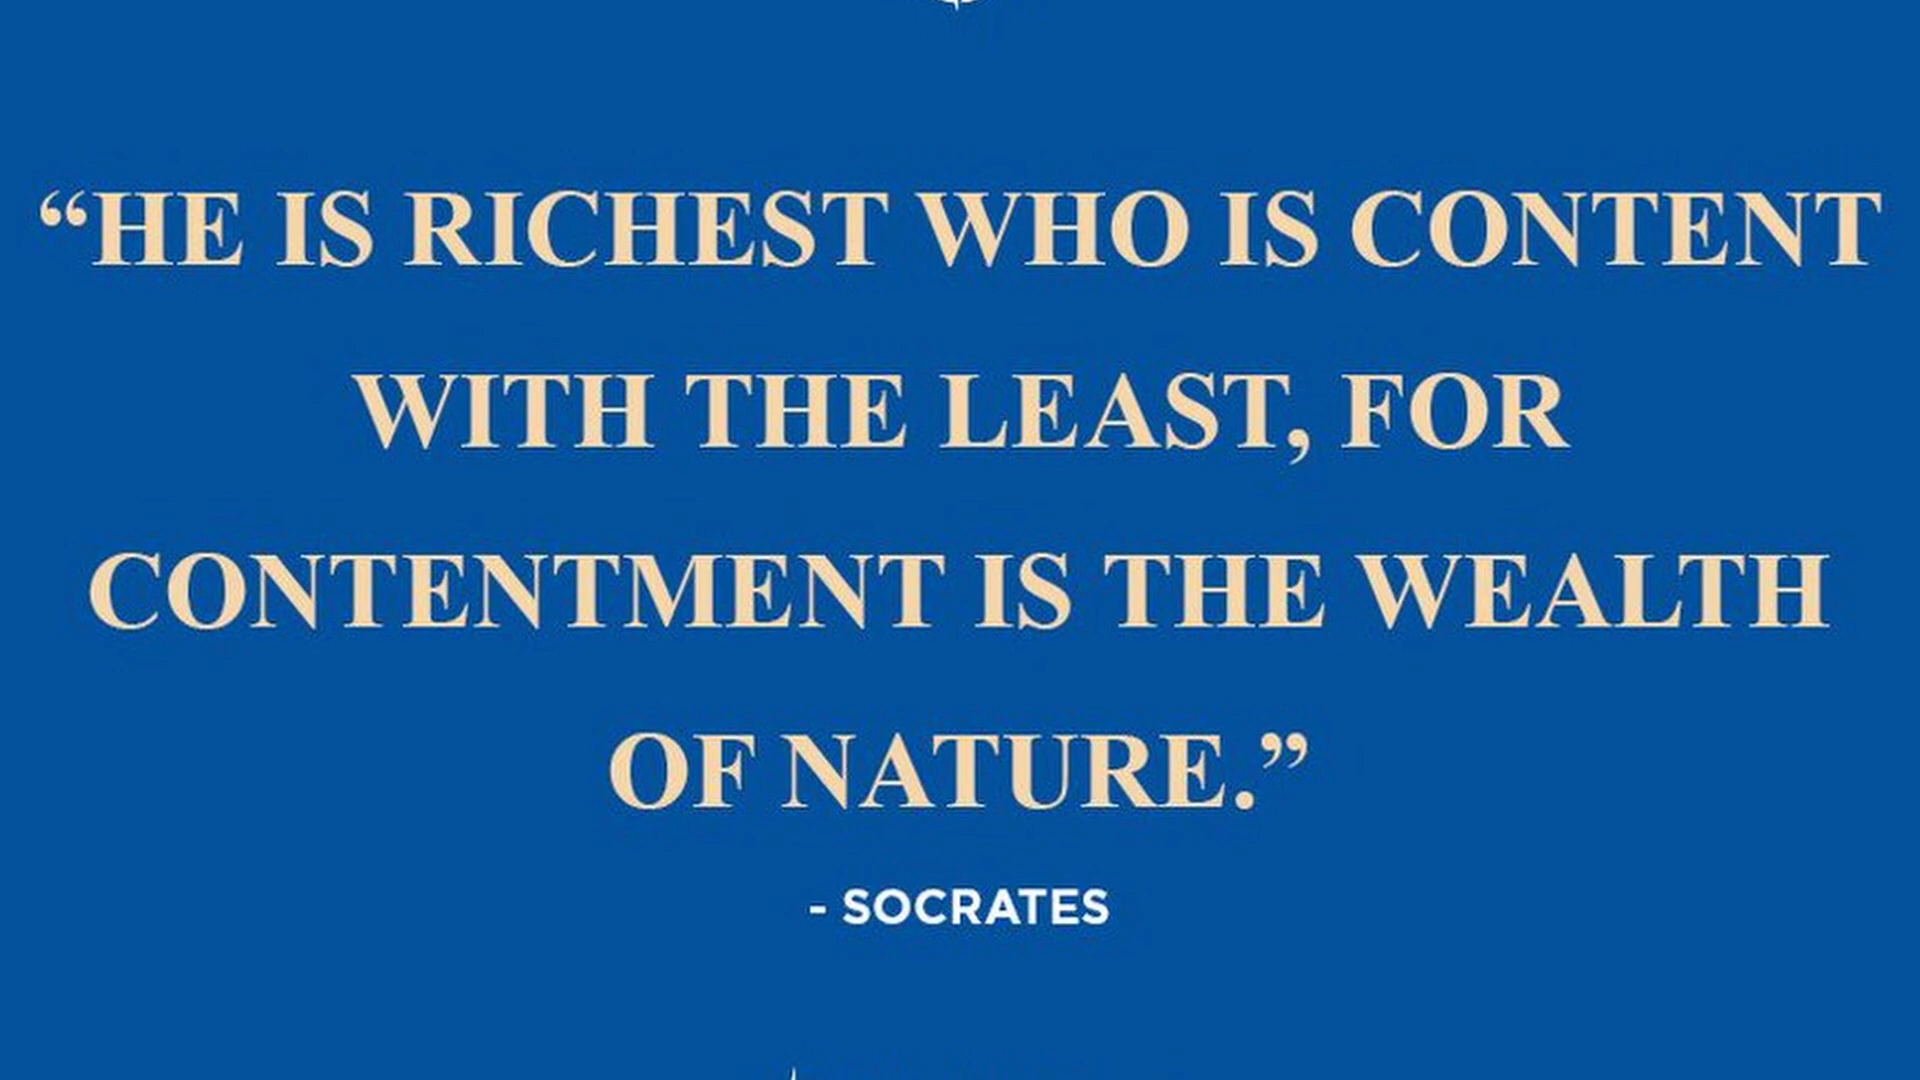 “HE IS RICHEST WHO IS CONTENT
WITH THE LEAST, FOR
CONTENTMENT IS THE WEALTH
OF NATURE.”
- SOCRATES